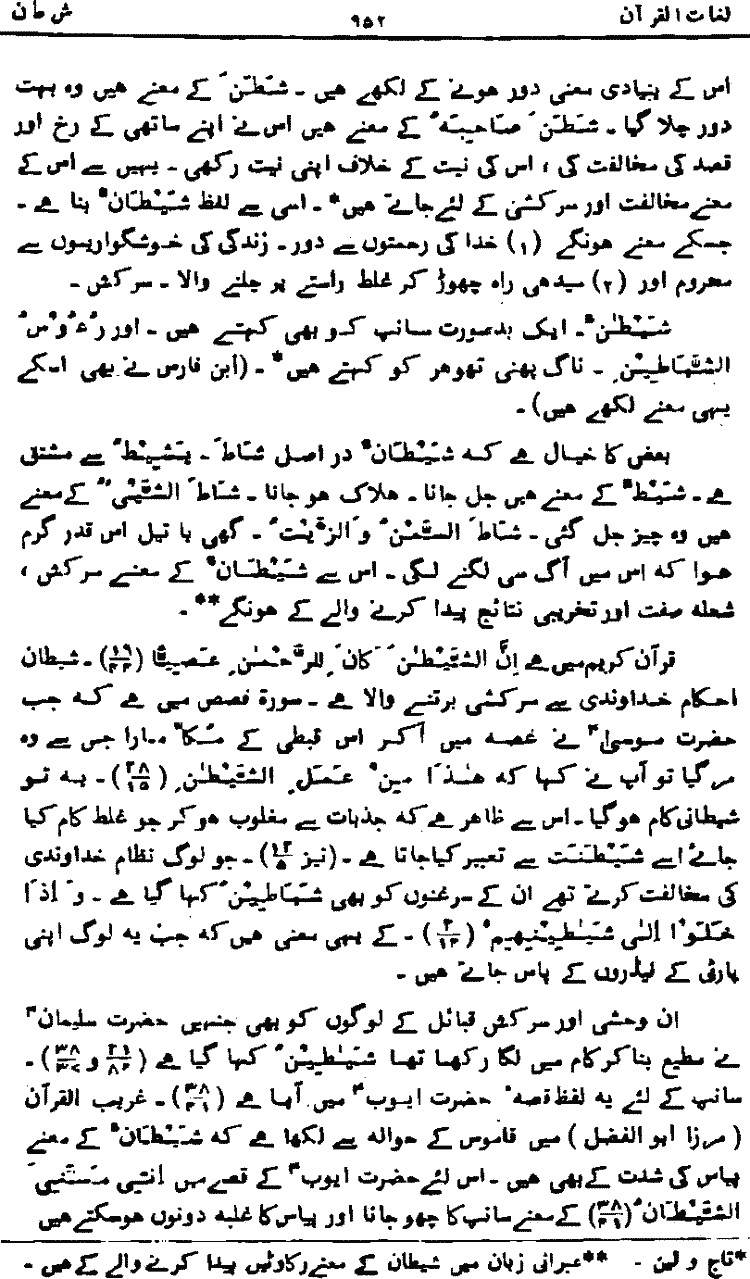 لغات القرآن ۹۵۲ ش ط ن
اس کے بنیادی معنی دور ہونے کے لکھے ہیں ۔ شَطَنَ کے معنے ہیں وہ بہت
دور چلا گیا ۔ شَطَنَ صَاحِبَہُ کے معنے ہیں اس نے اپنے ساتھی کے رخ اور
قصد کی مخالفت کی ، اس کی نیت کے خلاف اپنی نیت رکھی ۔ یہیں سے اس کے
معنے مخالفت اور سرکشی کے لئے جاتے ہیں* ۔ اسی سے لفظ شَیْطَانٌ بنا ہے ۔
جسکے معنے ہونگے (۱) خدا کی رحمتوں سے دور ۔ زندگی کی خوشگواریوں سے
محروم اور (۲) سیدھی راہ چھوڑ کر غلط راستے پر چلنے والا ۔ سرکش ۔
شَیْطٰنٌ ۔ ایک بدصورت سانپ کو بھی کہتے ہیں ۔ اور رُءُوْسُ
الشَّیَاطِیْنِ ۔ ناگ پھنی تھوھر کو کہتے ہیں* ۔ (ابن فارس نے بھی اسکے
یہی معنے لکھے ہیں) ۔
بعض کا خیال ہے کہ شَیْطَانٌ در اصل شَاطَ ۔ یَشِیْطُ سے مشتق
ہے ۔ شَیْطٌ کے معنے ہیں جل جانا ۔ ھلاک ہو جانا ۔ شَاطَ الشَّیْیُٔ کے معنے
ہیں وہ چیز جل گئی ۔ شَاطَ السَّمْنُ وَالزَّیْتُ ۔ گھی یا تیل اس قدر گرم
ہوا کہ اس میں آگ سی لگنے لگی ۔ اس سے شَیْطَانٌ کے معنے سرکش ،
شعلہ صفت اور تخریبی نتائج پیدا کرنے والے کے ہونگے** ۔
قرآن کریم میں ہے اِنَّ الشَّیْطٰنَ کَانَ لِلرَّحْمٰنِ عَصِیًّا (۱۹/۴۴) ۔ شیطان
احکام خداوندی سے سرکشی برتنے والا ہے ۔ سورۃ قصص میں ہے کہ جب
حضرت موسیٰؑ نے غصہ میں آکر اس قبطی کے مُکّا مارا جس سے وہ
مر گیا تو آپ نے کہا کہ ھٰذَا مِنْ عَمَلِ الشَّیْطٰنِ (۲۸/۱۵) ۔ یہ تو
شیطانی کام ہو گیا ۔ اس سے ظاہر ہے کہ جذبات سے مغلوب ہو کر جو غلط کام کیا
جائے اسے شَیْطَنَت سے تعبیر کیا جاتا ہے ۔ (نیز ۱۲/۵) ۔ جو لوگ نظام خداوندی
کی مخالفت کرتے تھے ان کے سرغنوں کو بھی شَیَاطِیْنُ کہا گیا ہے ۔ وَ اِذَا
خَلَوْا اِلٰی شَیٰطِیْنِھِمْ (۲/۱۴) ۔ کے یہی معنی ہیں کہ جب یہ لوگ اپنی
پارٹی کے لیڈروں کے پاس جاتے ہیں ۔
ان وحشی اور سرکش قبائل کے لوگوں کو بھی جنہیں حضرت سلیمانؑ
نے مطیع بنا کر کام میں لگا رکھا تھا شَیٰطِیْنُ کہا گیا ہے (۲۱/۸۲ و ۳۸/۳۷) ۔
سانپ کے لئے یہ لفظ قصہ حضرت ایوبؑ میں آیا ہے (۳۸/۴۱) ۔ غریب القرآن
( مرزا ابو الفضل ) میں قاموس کے حوالہ سے لکھا ہے کہ شَیْطَانٌ کے معنے
پیاس کی شدت کے بھی ہیں ۔ اس لئے حضرت ایوبؑ کے قصے میں اَنِّیْ مَسَّنِیَ
الشَّیْطَانُ (۳۸/۴۱) کے معنے سانپ کا چھو جانا اور پیاس کا غلبہ دونوں ہو سکتے ہیں
*تاج و لین ۔ **عبرانی زبان میں شیطان کے معنے رکاوٹیں پیدا کرنے والے کے ہیں ۔